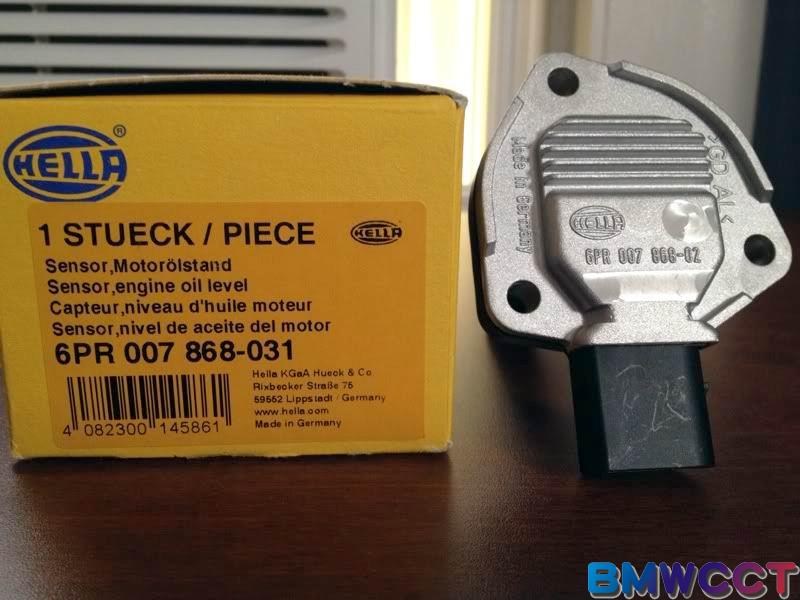 HELLA
®
1 STUECK / PIECE
HELLA
Sensor,Motorölstand
Sensor,engine oil level
Capteur,niveau d'huile moteur
Sensor,nivel de aceite del motor
6PR 007 868-031
Hella KGaA Hueck & Co
Rixbecker Straße 75
59552 Lippstadt / Germany
www.hella.com
Made in Germany
4 082300 145861
Made in Germany
HELLA
6PR 007 868-02
BMWCCT